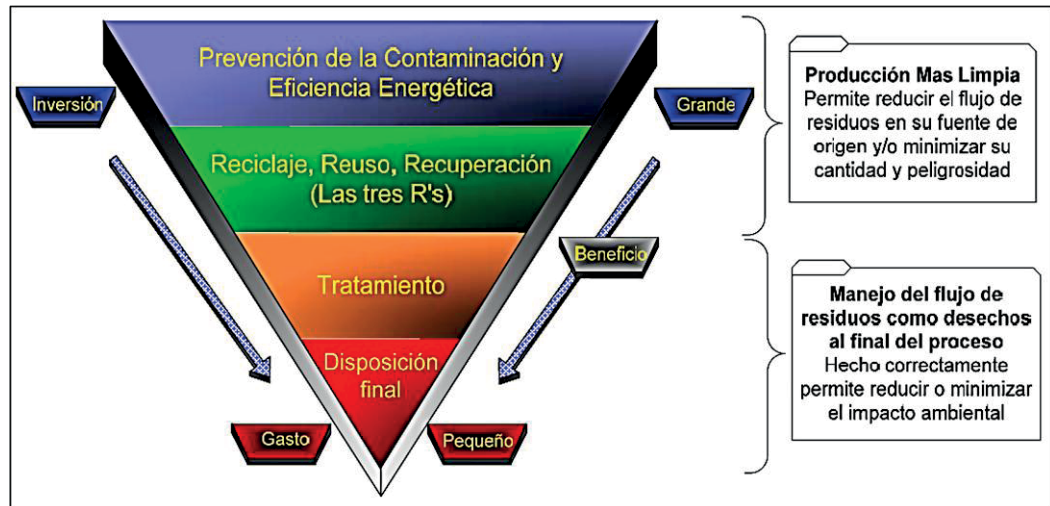 Prevención de la Contaminación y
Eficiencia Energética
Inversión
Grande
Reciclaje, Reuso, Recuperación
(Las tres R's)
Beneficio
Tratamiento
Disposición
final
Gasto
Pequeño
Producción Mas Limpia
Permite reducir el flujo de
residuos en su fuente de
origen y/o minimizar su
cantidad y peligrosidad
Manejo del flujo de
residuos como desechos
al final del proceso
Hecho correctamente
permite reducir o minimizar
el impacto ambiental